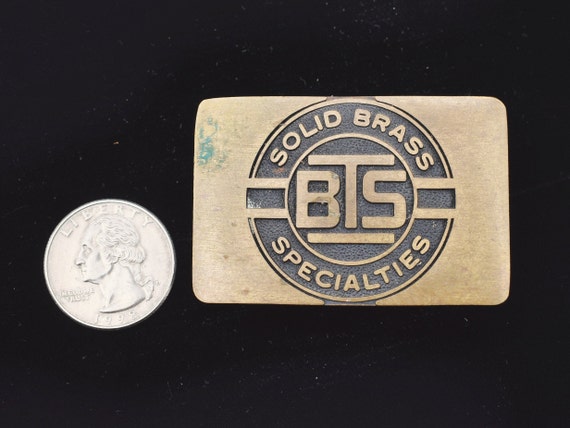 LIBERTY
IN GOD WE
TRUST
SOLID BRASS
BTS
SPECIALTIES